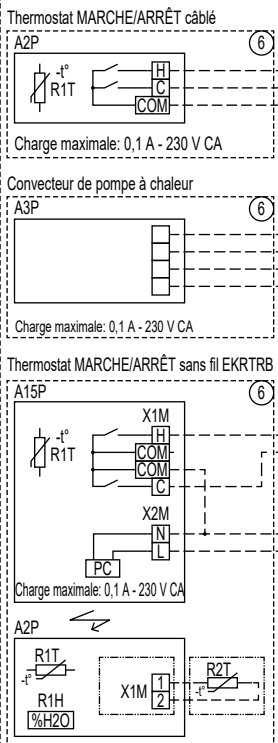 Thermostat MARCHE/ARRÊT câblé
A2P
6
-t°
R1T
H
C
COM
Charge maximale: 0,1 A - 230 V CA
Convecteur de pompe à chaleur
A3P
6
Charge maximale: 0,1 A - 230 V CA
Thermostat MARCHE/ARRÊT sans fil EKRTRB
A15P
6
X1M
-t°
R1T
H
COM
COM
C
X2M
N
L
PC
Charge maximale: 0,1 A - 230 V CA
A2P
R1T
-t°
R1H
%H2O
X1M
1
2
R2T
-t°